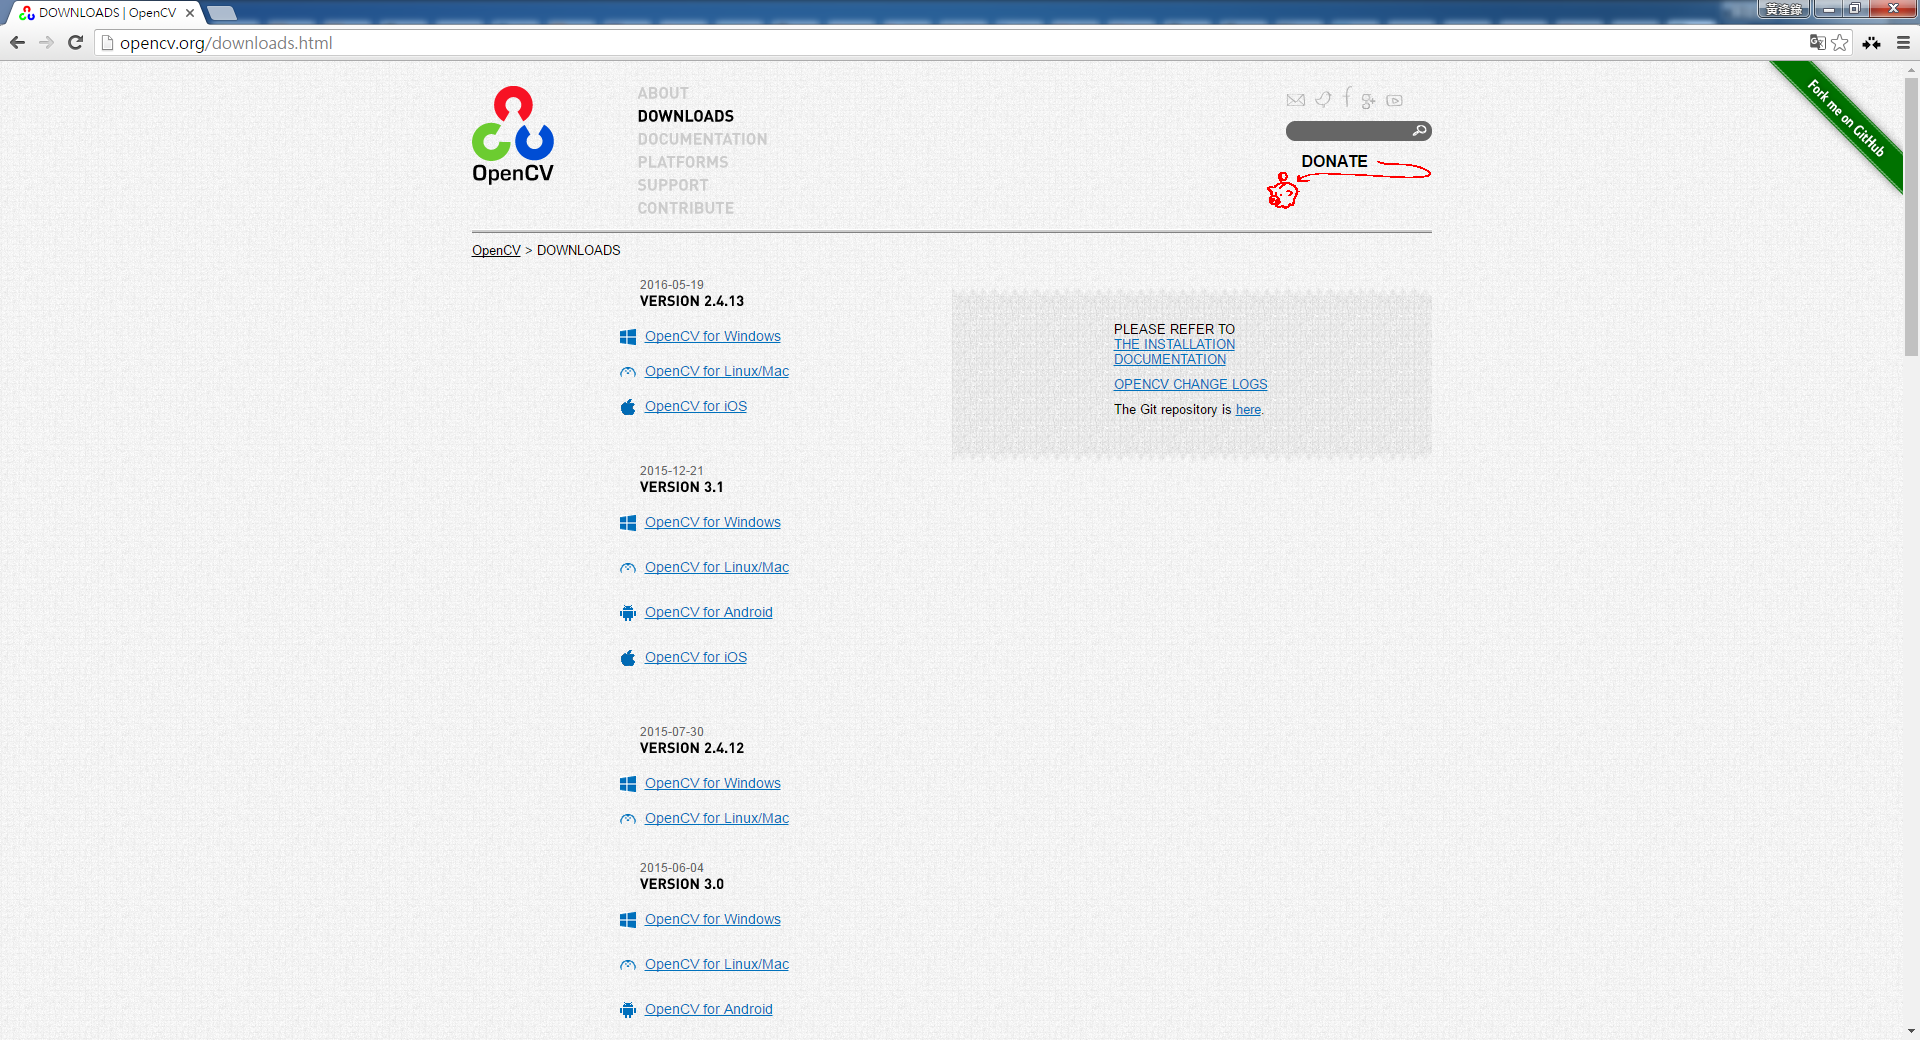 DOWNLOADS | OpenCV
黃逢錄
opencv.org/downloads.html
OpenCV
ABOUT
DOWNLOADS
DOCUMENTATION
PLATFORMS
SUPPORT
CONTRIBUTE
DONATE
Fork me on GitHub
OpenCV > DOWNLOADS
2016-05-19
VERSION 2.4.13
OpenCV for Windows
OpenCV for Linux/Mac
OpenCV for iOS
PLEASE REFER TO
THE INSTALLATION
DOCUMENTATION
OPENCV CHANGE LOGS
The Git repository is here.
2015-12-21
VERSION 3.1
OpenCV for Windows
OpenCV for Linux/Mac
OpenCV for Android
OpenCV for iOS
2015-07-30
VERSION 2.4.12
OpenCV for Windows
OpenCV for Linux/Mac
2015-06-04
VERSION 3.0
OpenCV for Windows
OpenCV for Linux/Mac
OpenCV for Android